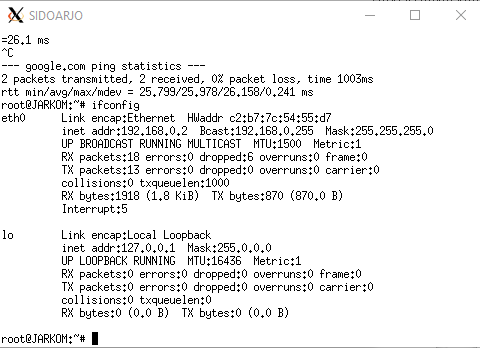 SIDOARJO
=26.1 ms
^C
--- google.com ping statistics ---
2 packets transmitted, 2 received, 0% packet loss, time 1003ms
rtt min/avg/max/mdev = 25.799/25.978/26.158/0.241 ms
root@JARKOM:~# ifconfig
eth0      Link encap:Ethernet  HWaddr c2:b7:7c:54:55:d7
          inet addr:192.168.0.2  Bcast:192.168.0.255  Mask:255.255.255.0
          UP BROADCAST RUNNING MULTICAST  MTU:1500  Metric:1
          RX packets:18 errors:0 dropped:6 overruns:0 frame:0
          TX packets:13 errors:0 dropped:0 overruns:0 carrier:0
          collisions:0 txqueuelen:1000
          RX bytes:1918 (1.8 KiB)  TX bytes:870 (870.0 B)
          Interrupt:5
lo        Link encap:Local Loopback
          inet addr:127.0.0.1  Mask:255.0.0.0
          UP LOOPBACK RUNNING  MTU:16436  Metric:1
          RX packets:0 errors:0 dropped:0 overruns:0 frame:0
          TX packets:0 errors:0 dropped:0 overruns:0 carrier:0
          collisions:0 txqueuelen:0
          RX bytes:0 (0.0 B)  TX bytes:0 (0.0 B)
root@JARKOM:~#